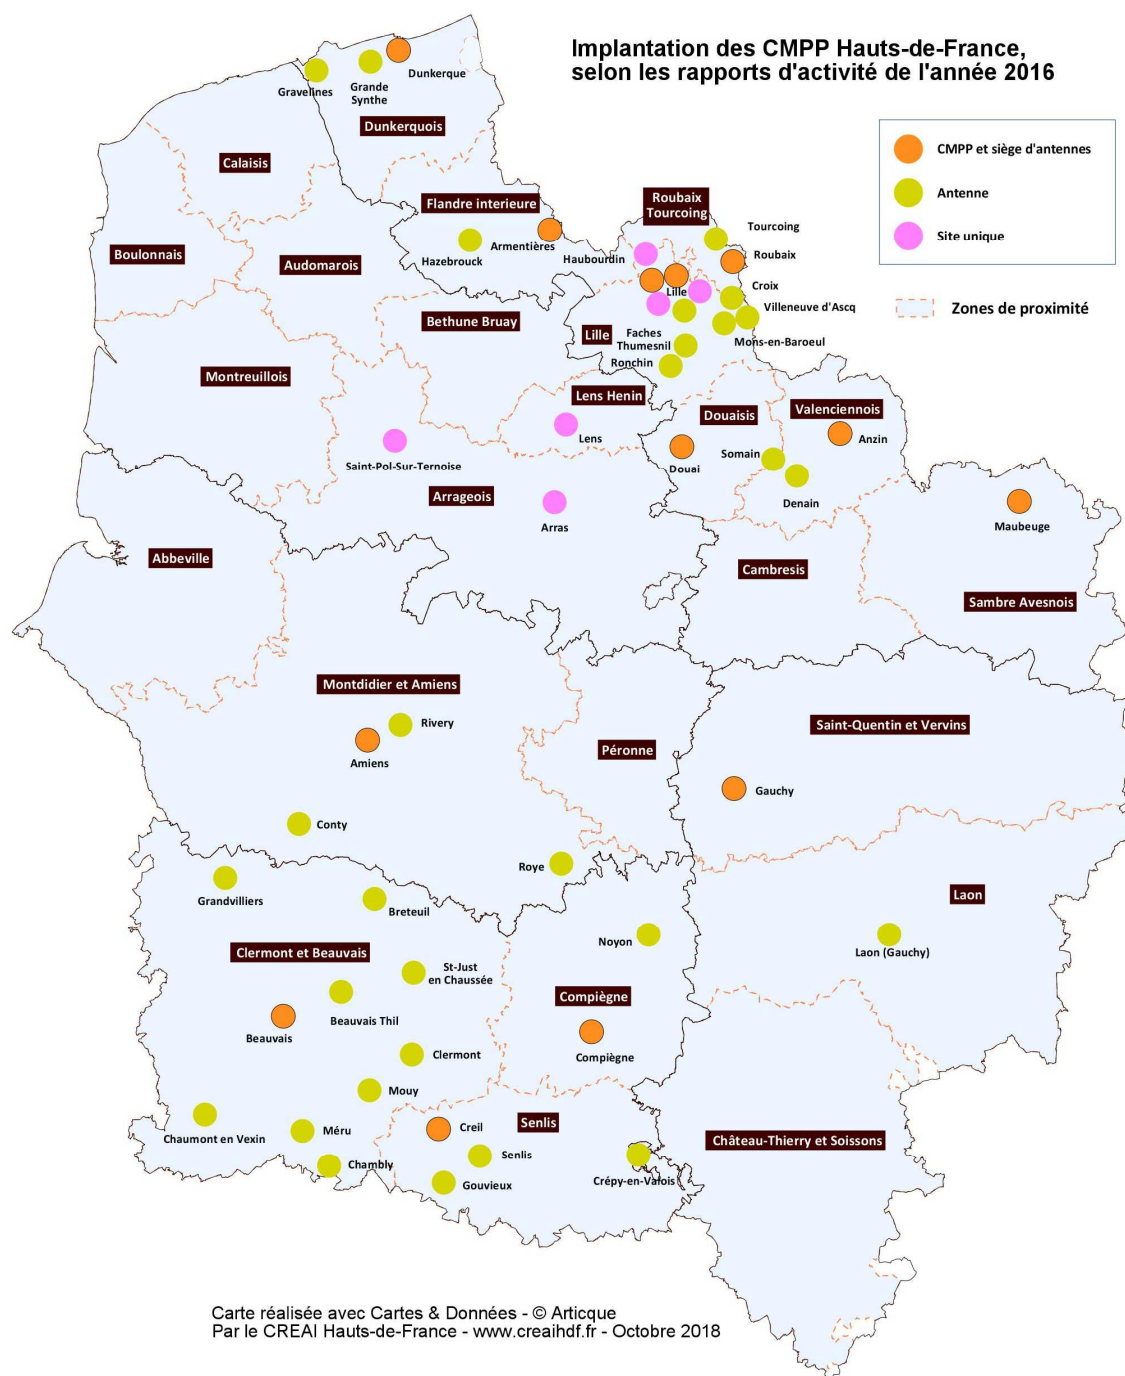 Implantation des CMPP Hauts-de-France,
selon les rapports d'activité de l'année 2016
CMPP et siège d'antennes
Antenne
Site unique
Zones de proximité
Dunkerque
Gravelines
Grande
Synthe
Dunkerquois
Calaisis
Flandre interieure
Roubaix
Tourcoing
Tourcoing
Armentières
Hazebrouck
Haubourdin
Roubaix
Boulonnais
Audomarois
Lille
Croix
Villeneuve d'Ascq
Bethune Bruay
Lille
Faches
Thumesnil
Mons-en-Baroeul
Ronchin
Montreuillois
Lens Henin
Douaisis
Valenciennois
Lens
Anzin
Saint-Pol-Sur-Ternoise
Douai
Somain
Arrageois
Denain
Arras
Maubeuge
Abbeville
Cambresis
Sambre Avesnois
Montdidier et Amiens
Rivery
Saint-Quentin et Vervins
Péronne
Amiens
Gauchy
Conty
Roye
Grandvilliers
Breteuil
Laon
Noyon
Clermont et Beauvais
Laon (Gauchy)
St-Just
en Chaussée
Compiègne
Beauvais Thil
Beauvais
Clermont
Compiègne
Mouy
Senlis
Creil
Chaumont en Vexin
Méru
Château-Thierry et Soissons
Senlis
Chambly
Gouvieux
Crépy-en-Valois
Carte réalisée avec Cartes & Données - © Articque
Par le CREAI Hauts-de-France - www.creaihdf.fr - Octobre 2018